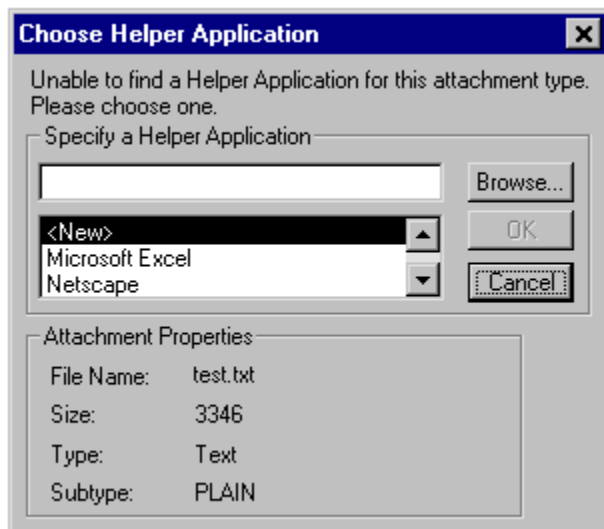 Choose Helper Application
Unable to find a Helper Application for this attachment type.
Please choose one.
Specify a Helper Application
Browse...
<New>
OK
Microsoft Excel
Netscape
Cancel
Attachment Properties
File Name: test.txt
Size: 3346
Type: Text
Subtype: PLAIN